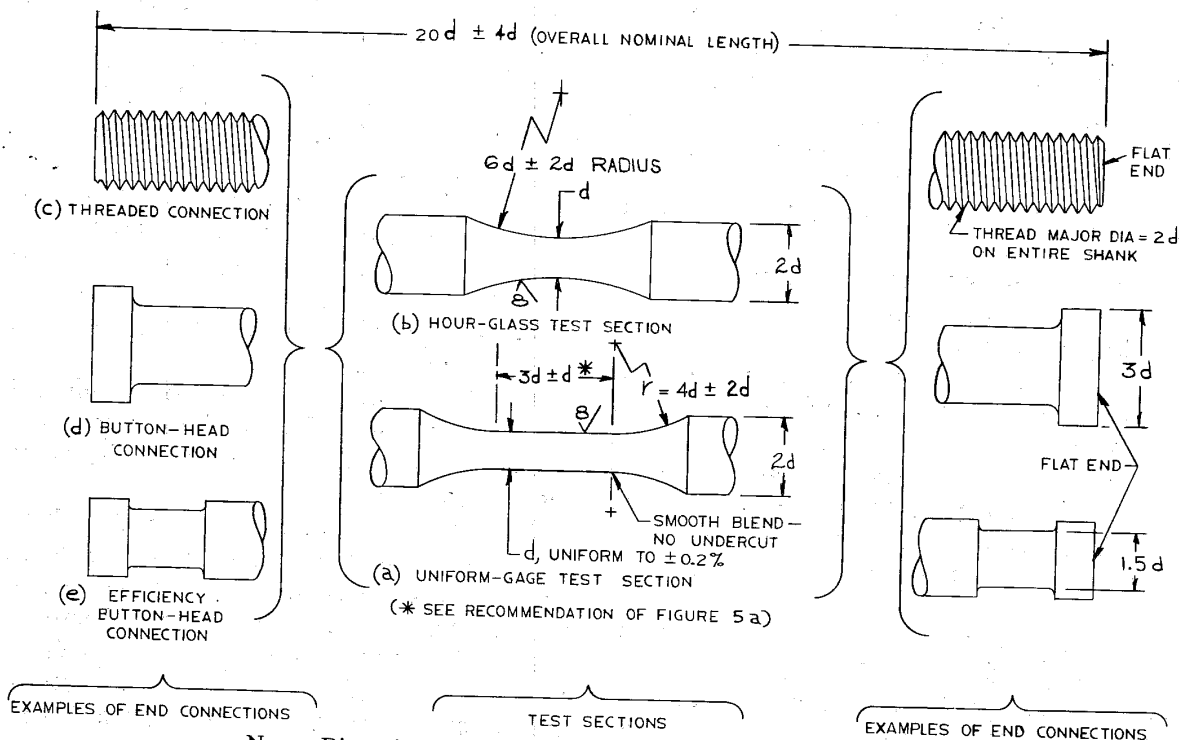 20d ± 4d (OVERALL NOMINAL LENGTH)
6d ± 2d RADIUS
d
2d
8
(b) HOUR-GLASS TEST SECTION
(c) THREADED CONNECTION
FLAT
END
THREAD MAJOR DIA = 2d
ON ENTIRE SHANK
3d ± d *
r = 4d ± 2d
8
2d
SMOOTH BLEND—
NO UNDERCUT
d, UNIFORM TO ±0.2%
(a) UNIFORM-GAGE TEST SECTION
(* SEE RECOMMENDATION OF FIGURE 5a)
(d) BUTTON-HEAD
CONNECTION
(e) EFFICIENCY
BUTTON-HEAD
CONNECTION
3d
FLAT END
1.5d
EXAMPLES OF END CONNECTIONS
TEST SECTIONS
EXAMPLES OF END CONNECTIONS